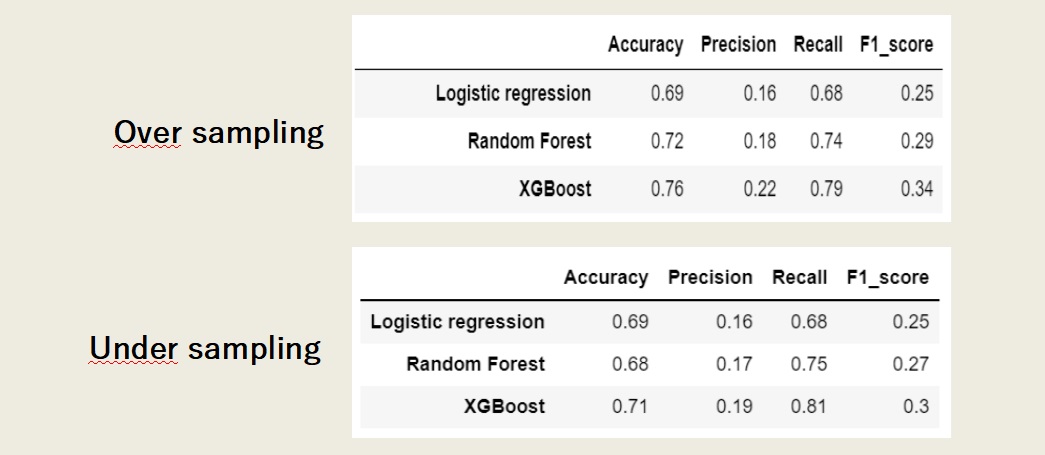 Over sampling
Accuracy Precision Recall F1_score
Logistic regression 0.69 0.16 0.68 0.25
Random Forest 0.72 0.18 0.74 0.29
XGBoost 0.76 0.22 0.79 0.34
Under sampling
Accuracy Precision Recall F1_score
Logistic regression 0.69 0.16 0.68 0.25
Random Forest 0.68 0.17 0.75 0.27
XGBoost 0.71 0.19 0.81 0.3